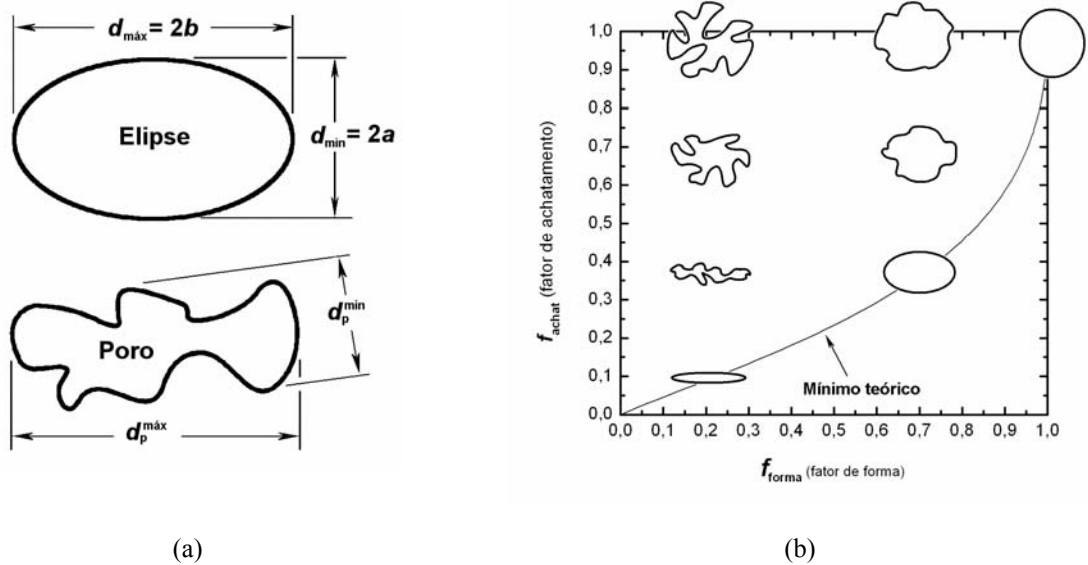 d_máx = 2b
Elipse
d_min = 2a
Poro
d_p^min
d_p^máx
(a)
f_achat (fator de achatamento)
1,0
0,9
0,8
0,7
0,6
0,5
0,4
0,3
0,2
0,1
0,0
Mínimo teórico
0,0 0,1 0,2 0,3 0,4 0,5 0,6 0,7 0,8 0,9 1,0
f_forma (fator de forma)
(b)